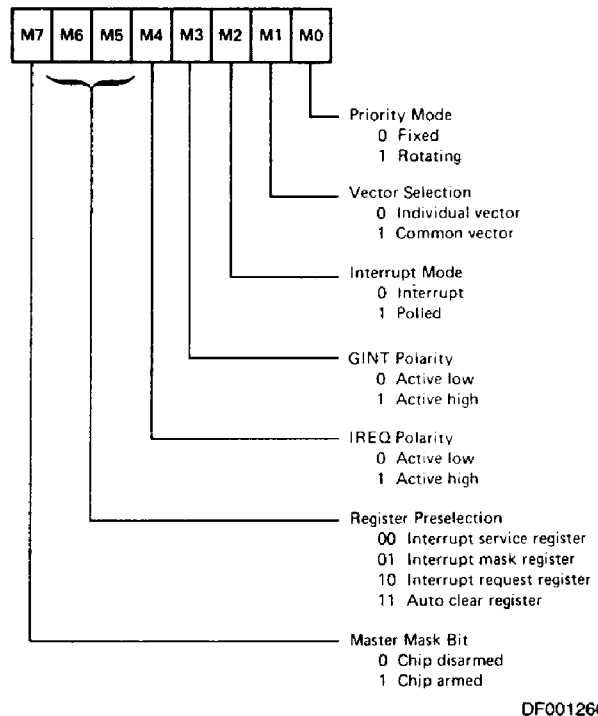 M7 M6 M5 M4 M3 M2 M1 M0
Priority Mode
0 Fixed
1 Rotating
Vector Selection
0 Individual vector
1 Common vector
Interrupt Mode
0 Interrupt
1 Polled
GINT Polarity
0 Active low
1 Active high
IREQ Polarity
0 Active low
1 Active high
Register Preselection
00 Interrupt service register
01 Interrupt mask register
10 Interrupt request register
11 Auto clear register
Master Mask Bit
0 Chip disarmed
1 Chip armed